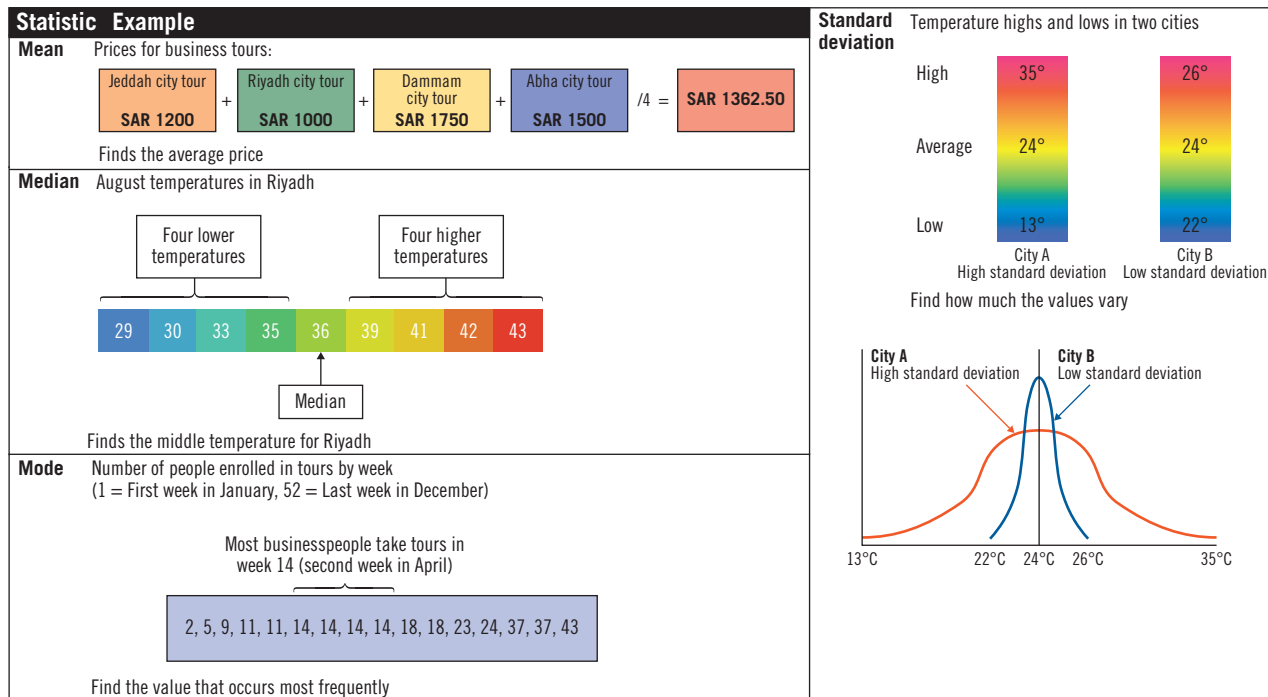 Statistic Example
Mean Prices for business tours:
Jeddah city tour
SAR 1200
+
Riyadh city tour
SAR 1000
+
Dammam
city tour
SAR 1750
+
Abha city tour
SAR 1500
/4 =
SAR 1362.50
Finds the average price
Median August temperatures in Riyadh
Four lower
temperatures
Four higher
temperatures
29 30 33 35 36 39 41 42 43
Median
Finds the middle temperature for Riyadh
Mode Number of people enrolled in tours by week
(1 = First week in January, 52 = Last week in December)
Most businesspeople take tours in
week 14 (second week in April)
2, 5, 9, 11, 11, 14, 14, 14, 14, 18, 18, 23, 24, 37, 37, 43
Find the value that occurs most frequently
Standard
deviation
Temperature highs and lows in two cities
High 35° 26°
Average 24° 24°
Low 13° 22°
City A
High standard deviation
City B
Low standard deviation
Find how much the values vary
City A
High standard deviation
City B
Low standard deviation
13°C 22°C 24°C 26°C 35°C